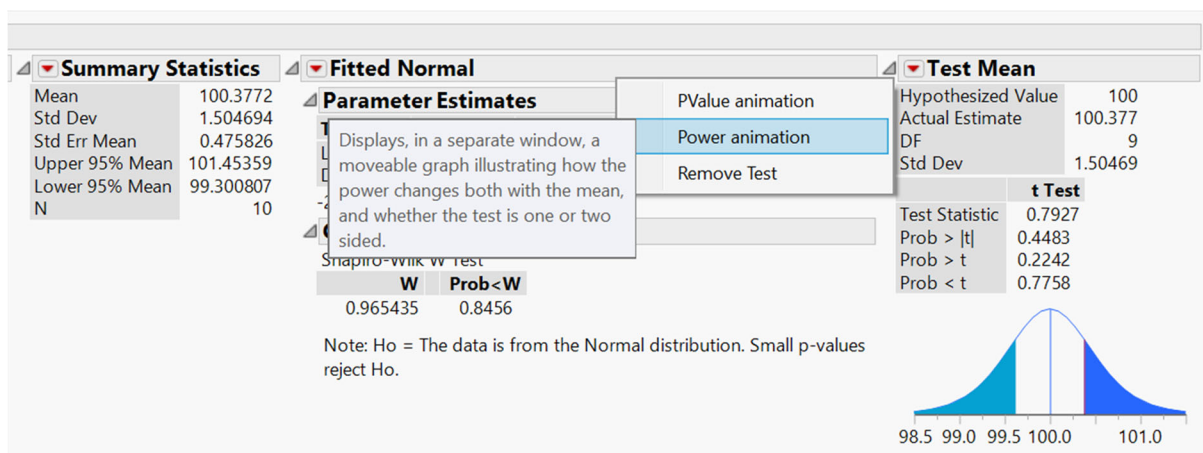 Summary Statistics
Mean 100.3772
Std Dev 1.504694
Std Err Mean 0.475826
Upper 95% Mean 101.45359
Lower 95% Mean 99.300807
N 10
Fitted Normal
Parameter Estimates
PValue animation
Power animation
Remove Test
Displays, in a separate window, a
moveable graph illustrating how the
power changes both with the mean,
and whether the test is one or two
sided.
Shapiro-Wilk W Test
W Prob<W
0.965435 0.8456
Note: Ho = The data is from the Normal distribution. Small p-values
reject Ho.
Test Mean
Hypothesized Value 100
Actual Estimate 100.377
DF 9
Std Dev 1.50469
t Test
Test Statistic 0.7927
Prob > |t| 0.4483
Prob > t 0.2242
Prob < t 0.7758
98.5 99.0 99.5 100.0 101.0